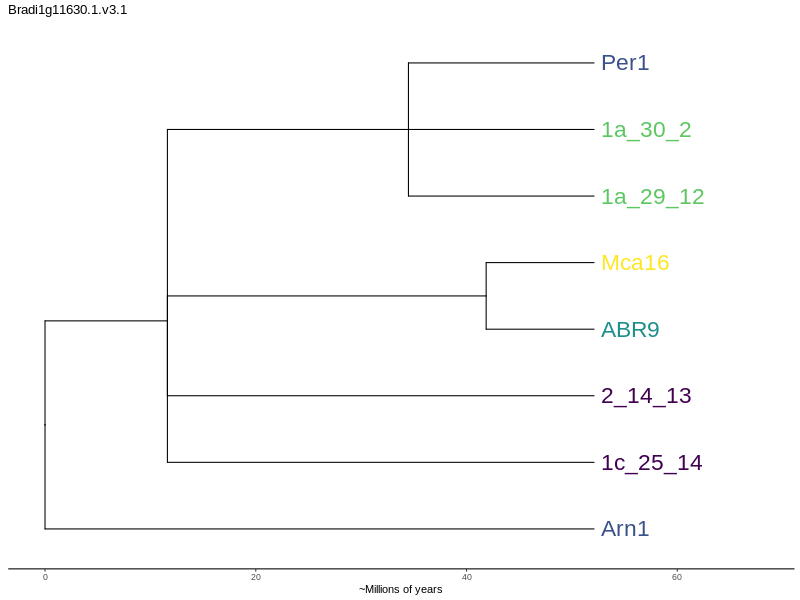 Bradi1g11630.1.v3.1
Per1
1a_30_2
1a_29_12
Mca16
ABR9
2_14_13
1c_25_14
Arn1
0 20 40 60
~Millions of years